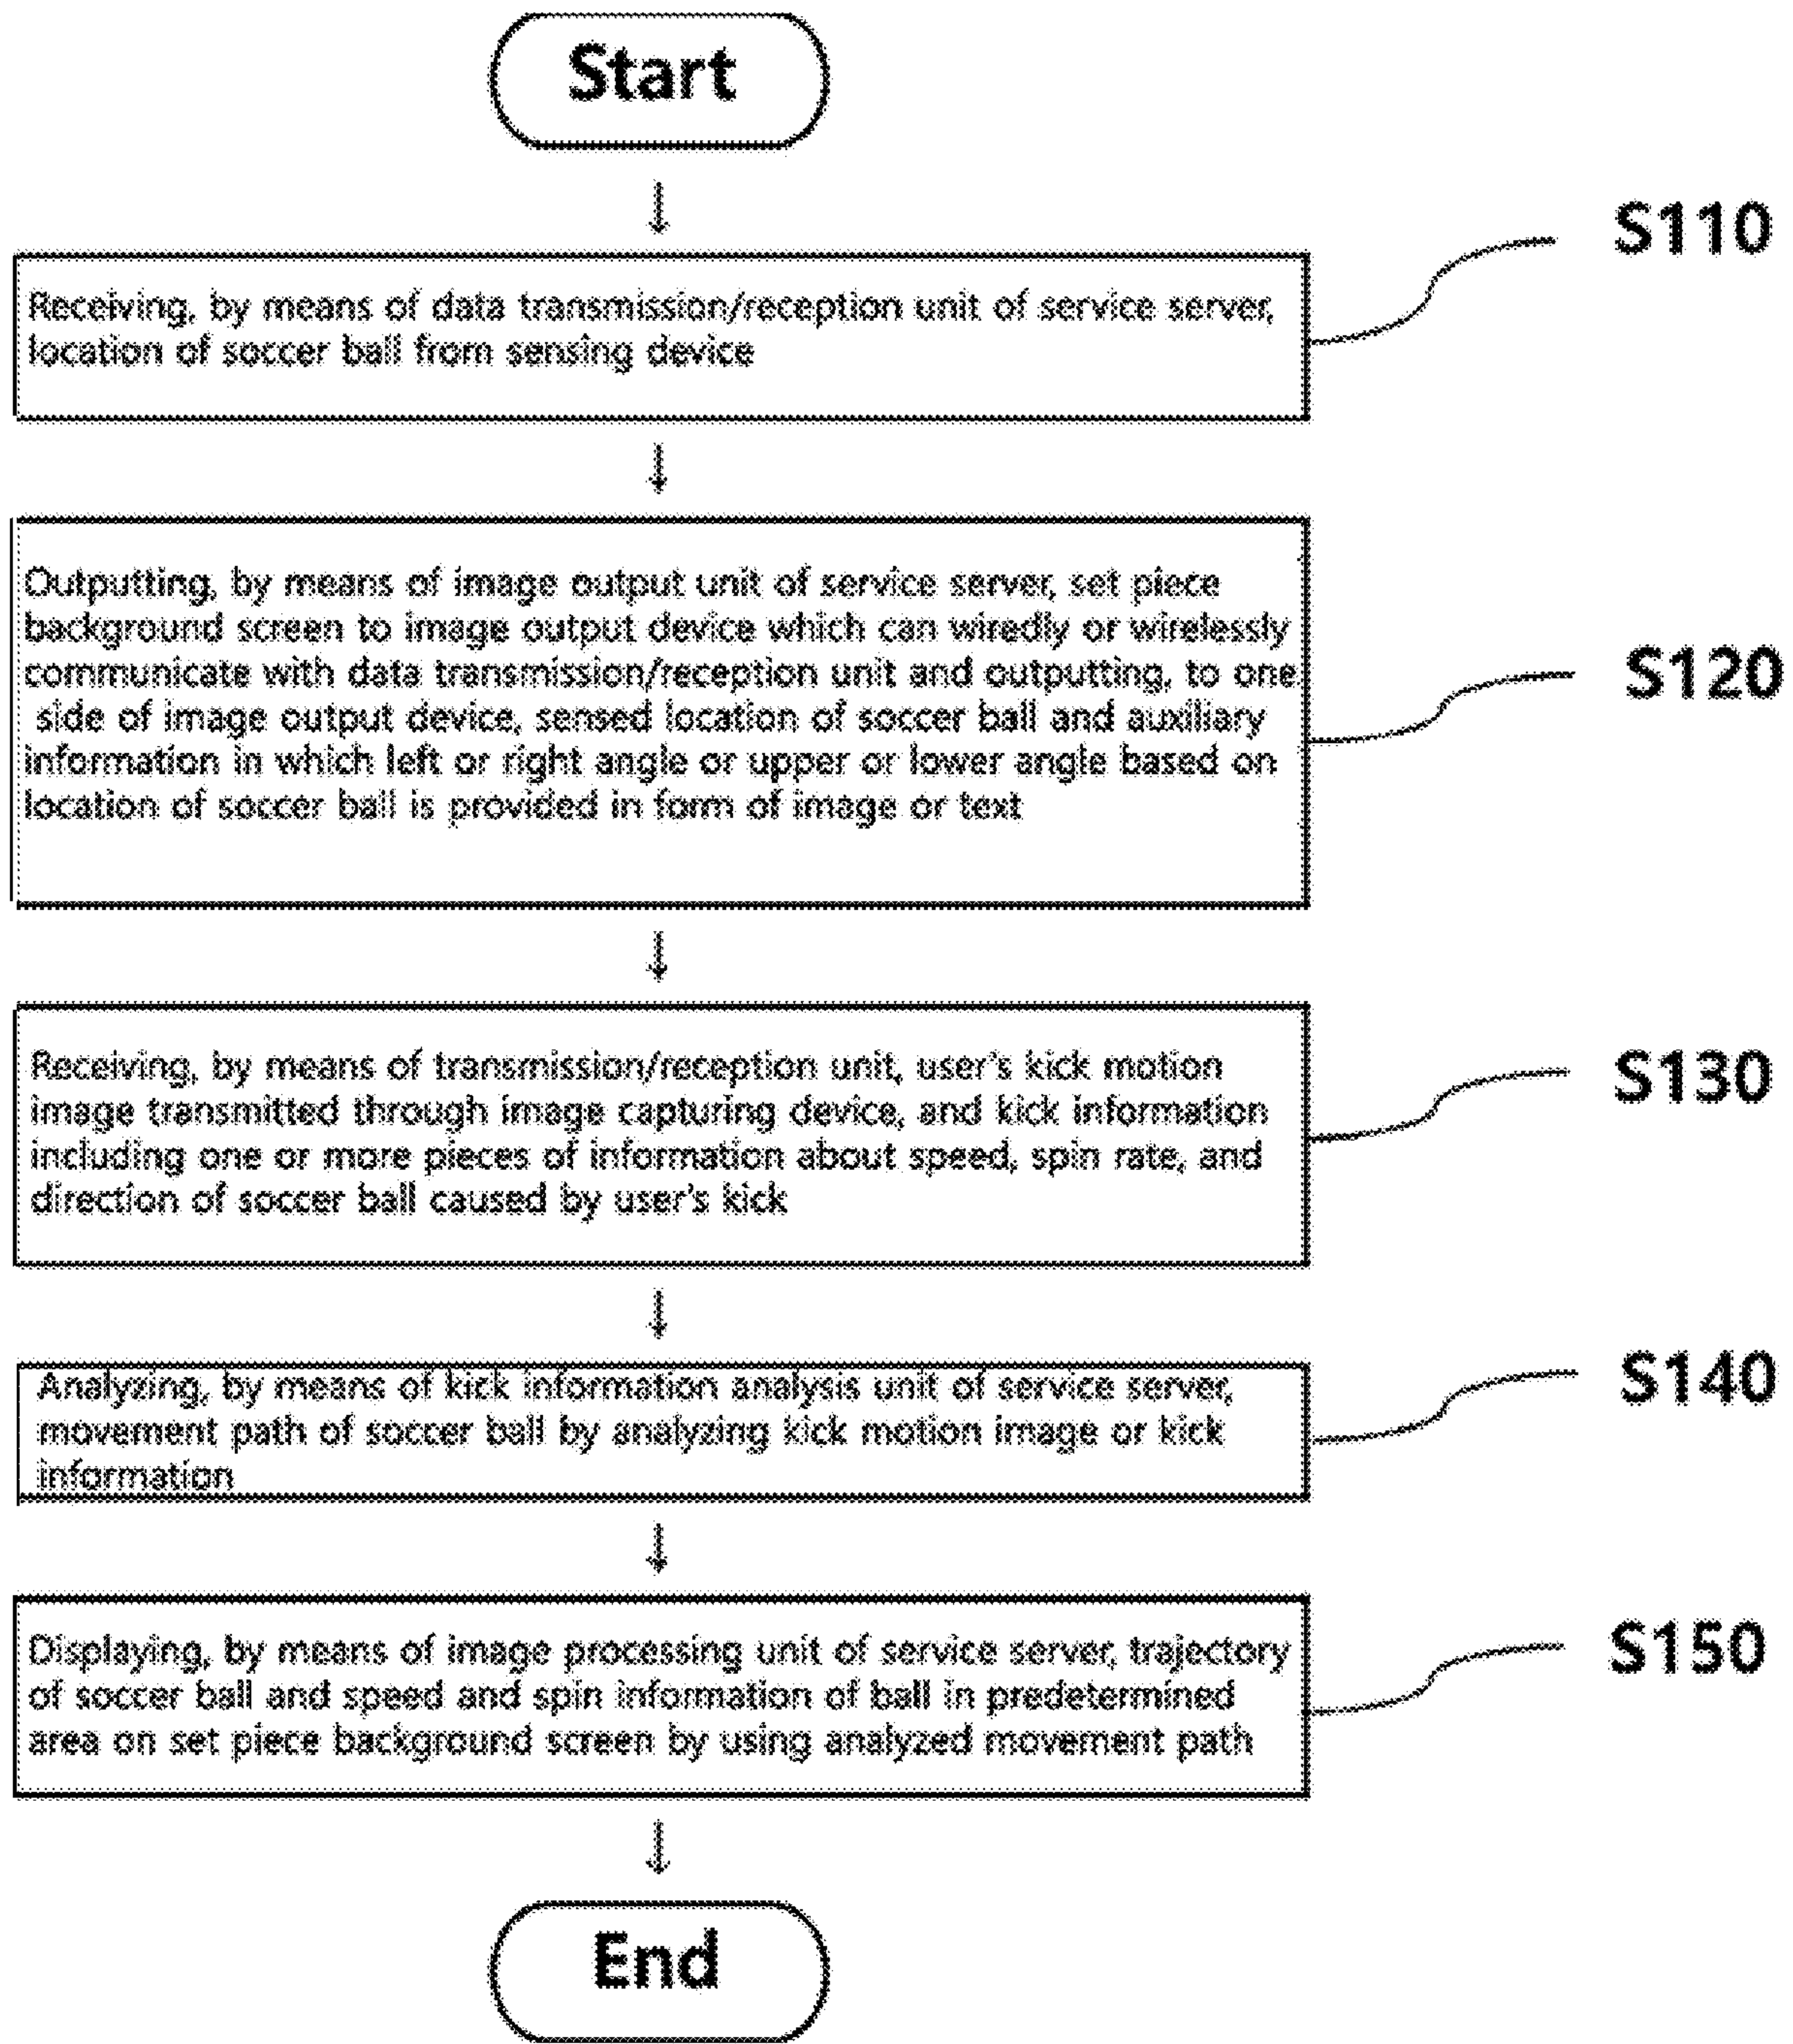 Start
S110
Receiving, by means of data transmission/reception unit of service server,
location of soccer ball from sensing device
Outputting, by means of image output unit of service server, set piece
background screen to image output device which can wiredly or wirelessly
communicate with data transmission/reception unit and outputting, to one
side of image output device, sensed location of soccer ball and auxiliary
information in which left or right angle or upper or lower angle based on
location of soccer ball is provided in form of image or text
S120
Receiving, by means of transmission/reception unit, user's kick motion
image transmitted through image capturing device, and kick information
including one or more pieces of information about speed, spin rate, and
direction of soccer ball caused by user's kick
S130
Analyzing, by means of kick information analysis unit of service server,
movement path of soccer ball by analyzing kick motion image or kick
information
S140
Displaying, by means of image processing unit of service server, trajectory
of soccer ball and speed and spin information of ball in predetermined
area on set piece background screen by using analyzed movement path
S150
End